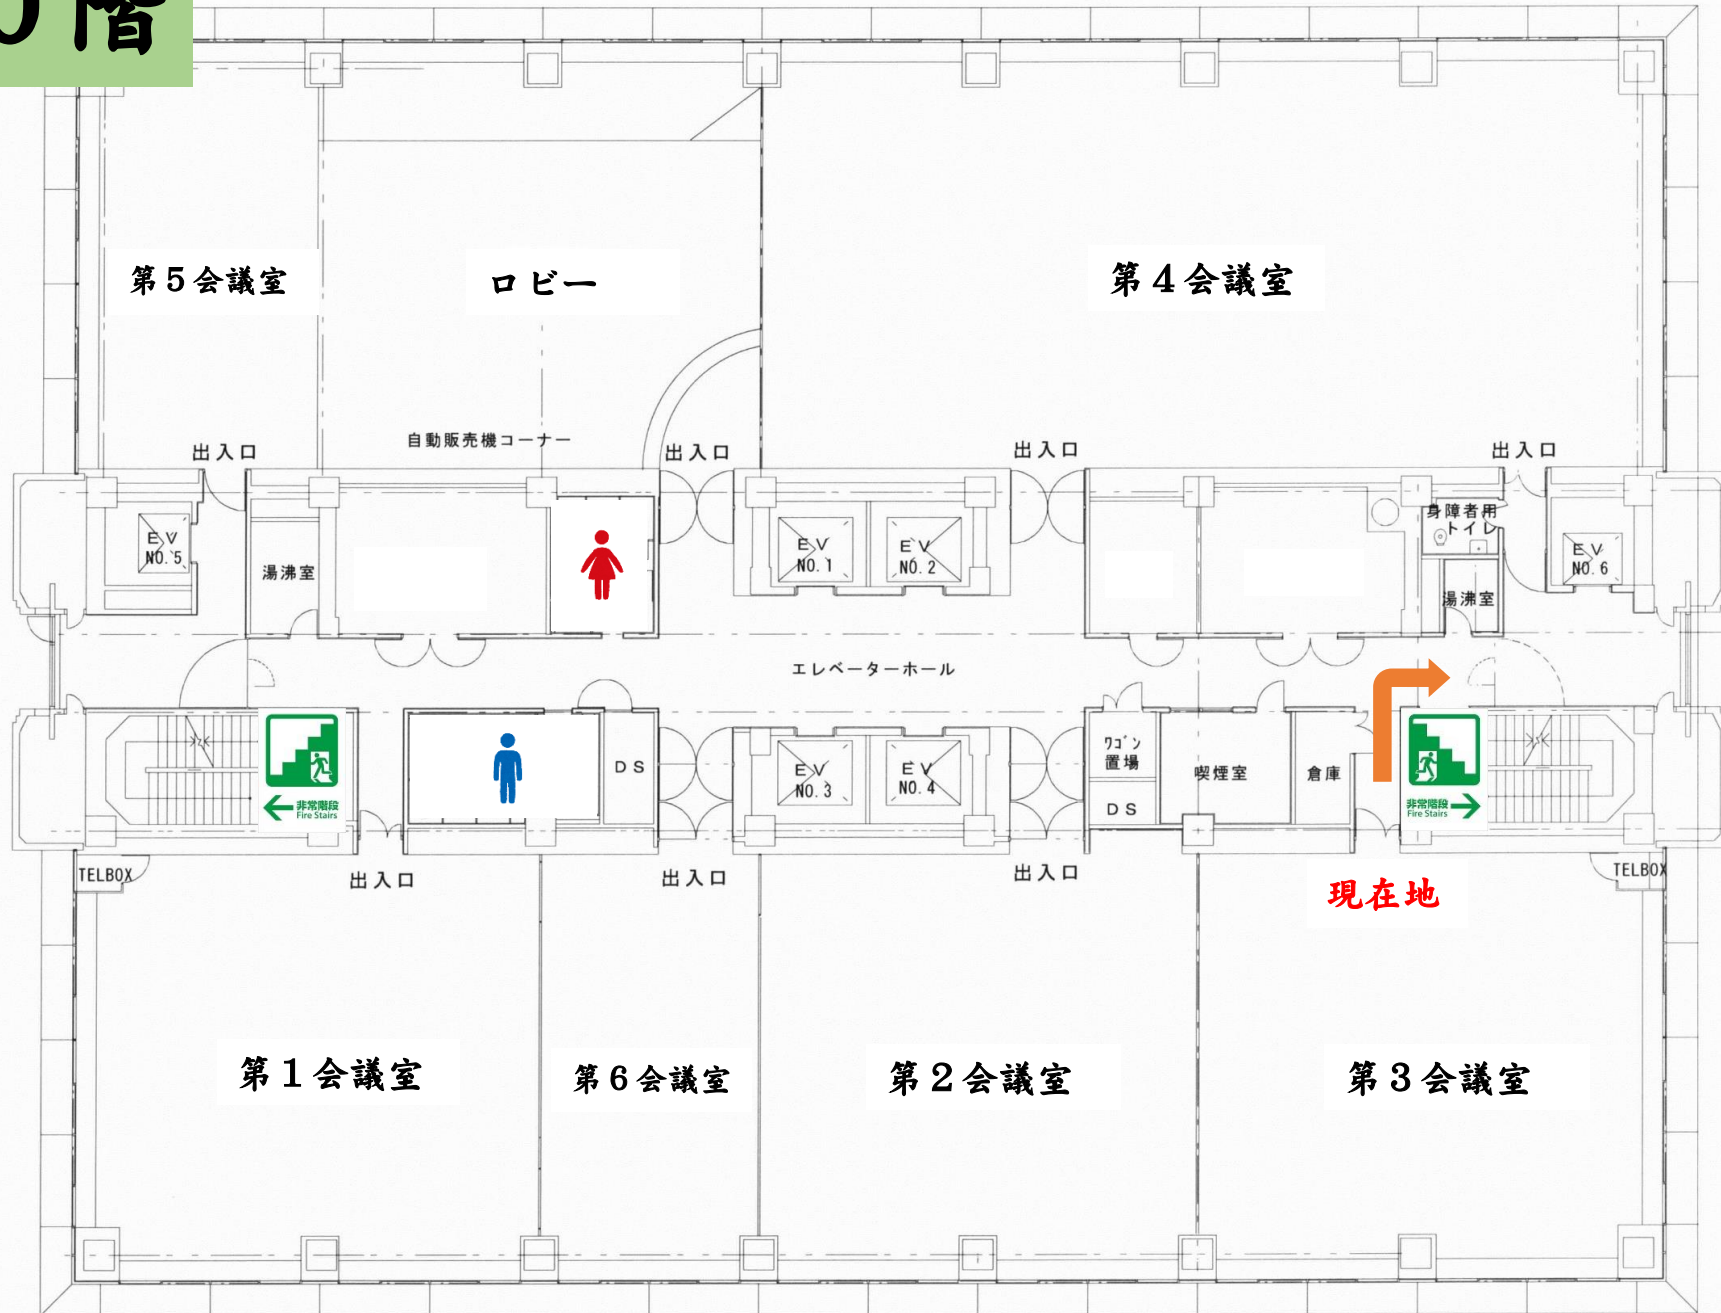 階
第５会議室
ロビー
第４会議室
自動販売機コーナー
出入口
出入口
出入口
出入口
EV
NO.5
湯沸室
EV
NO.1
EV
NO.2
身障者用
トイレ
EV
NO.6
湯沸室
エレベーターホール
非常階段
Fire Stairs
DS
EV
NO.3
EV
NO.4
ワゴン
置場
DS
喫煙室
倉庫
非常階段
Fire Stairs
TELBOX
出入口
出入口
出入口
現在地
TELBOX
第１会議室
第６会議室
第２会議室
第３会議室